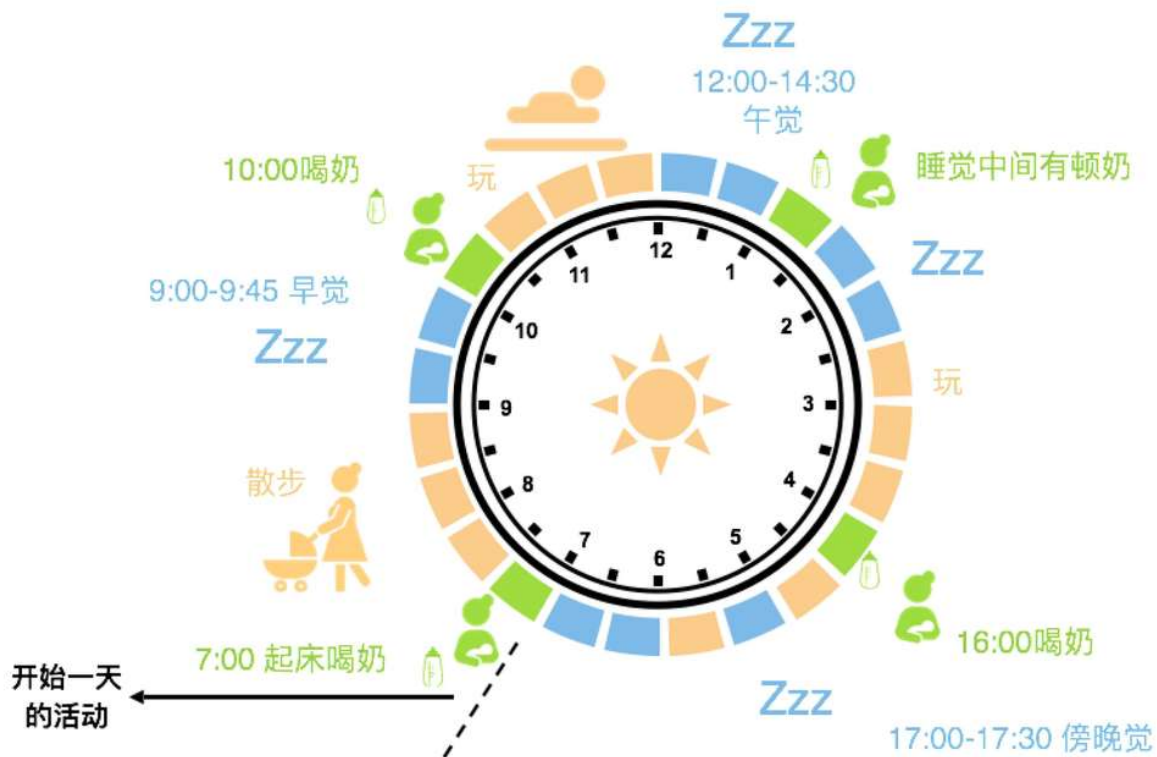 Zzz
12:00-14:30
午觉
10:00喝奶
玩
睡觉中间有顿奶
Zzz
9:00-9:45 早觉
Zzz
玩
散步
12
1
2
3
4
5
6
7
8
9
10
11
7:00 起床喝奶
16:00喝奶
开始一天
的活动
Zzz
17:00-17:30 傍晚觉